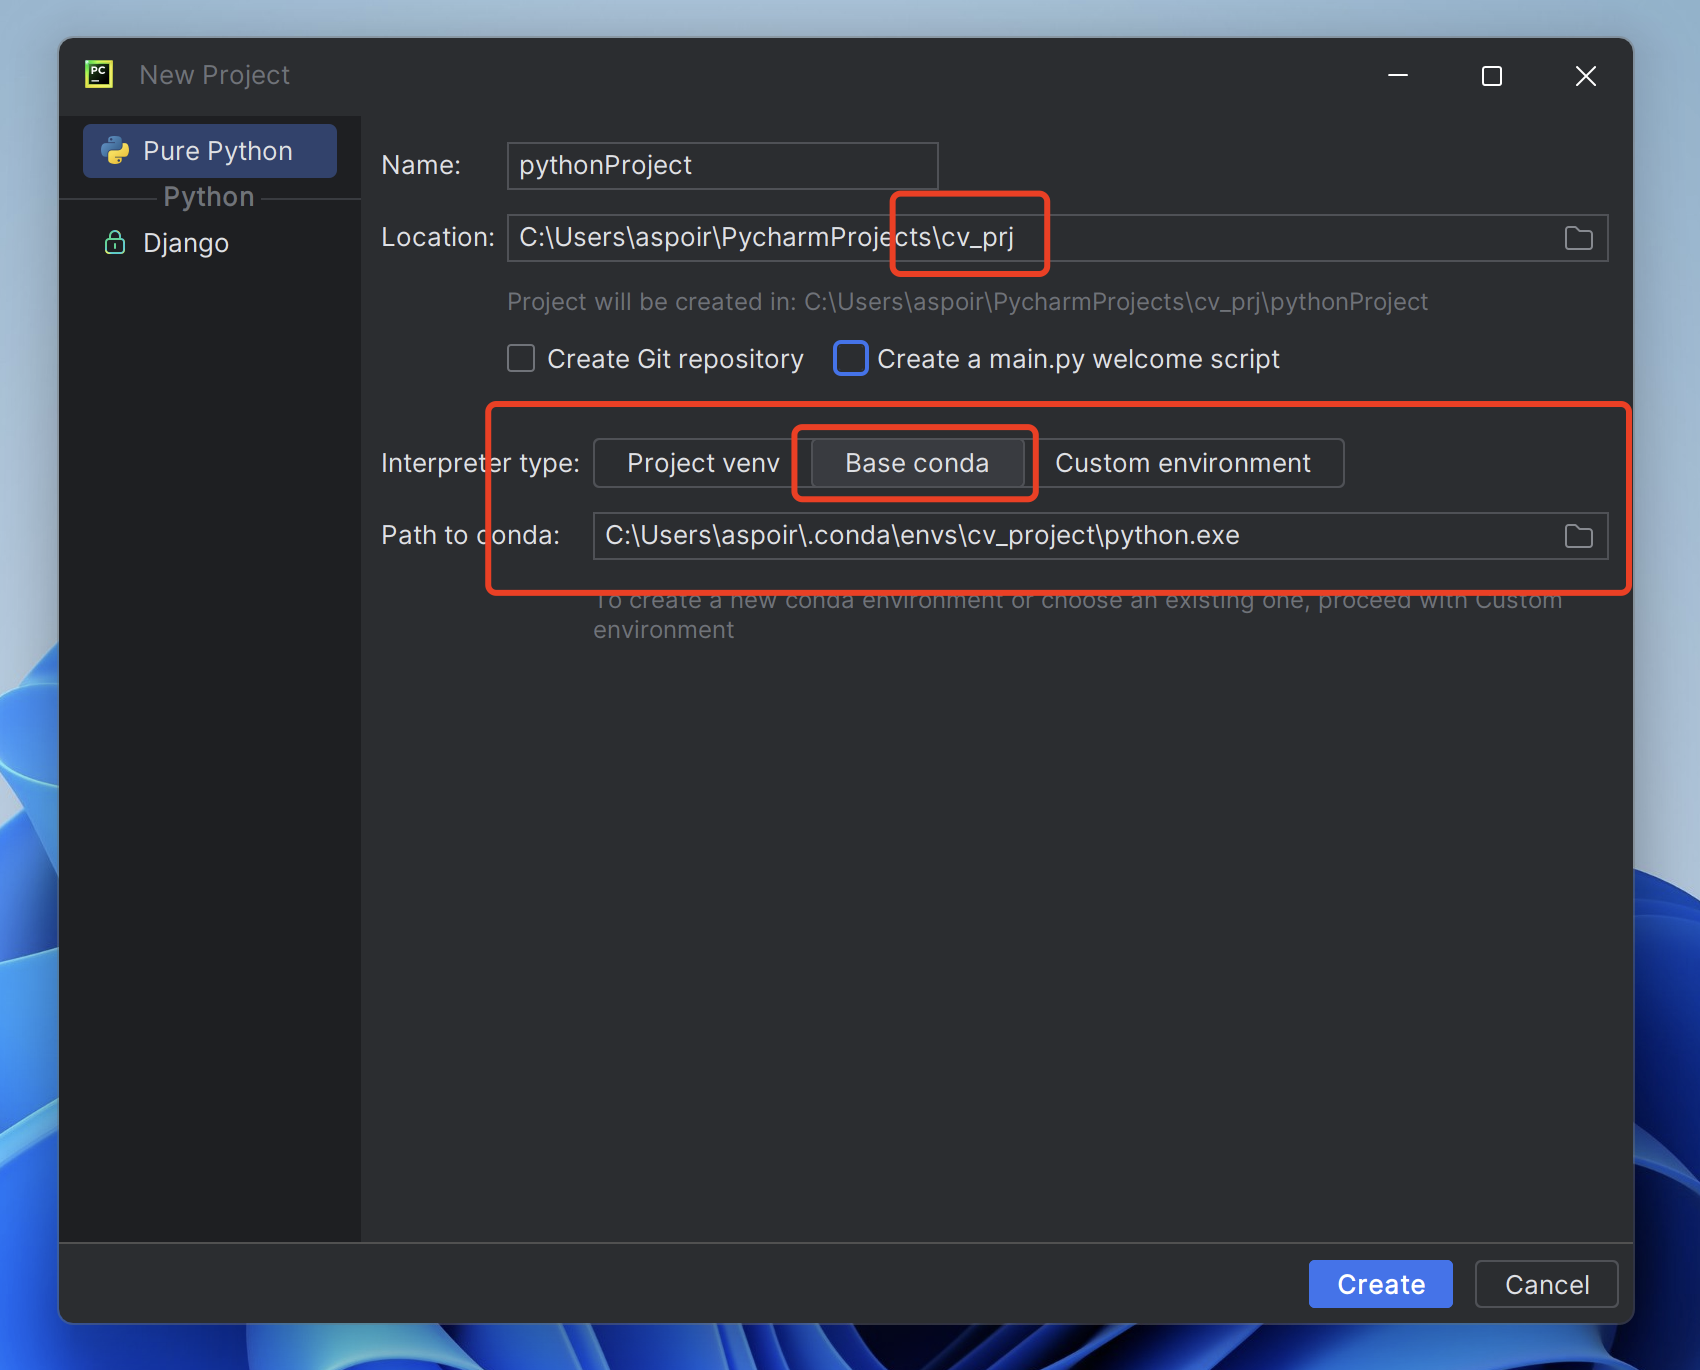 PC
New Project
Pure Python
Python
Django
Name:
pythonProject
Location:
C:\Users\aspoir\PycharmProjects\cv_prj
Project will be created in: C:\Users\aspoir\PycharmProjects\cv_prj\pythonProject
Create Git repository
Create a main.py welcome script
Interpreter type:
Project venv
Base conda
Custom environment
Path to conda:
C:\Users\aspoir\.conda\envs\cv_project\python.exe
To create a new conda environment or choose an existing one, proceed with Custom
environment
Create
Cancel